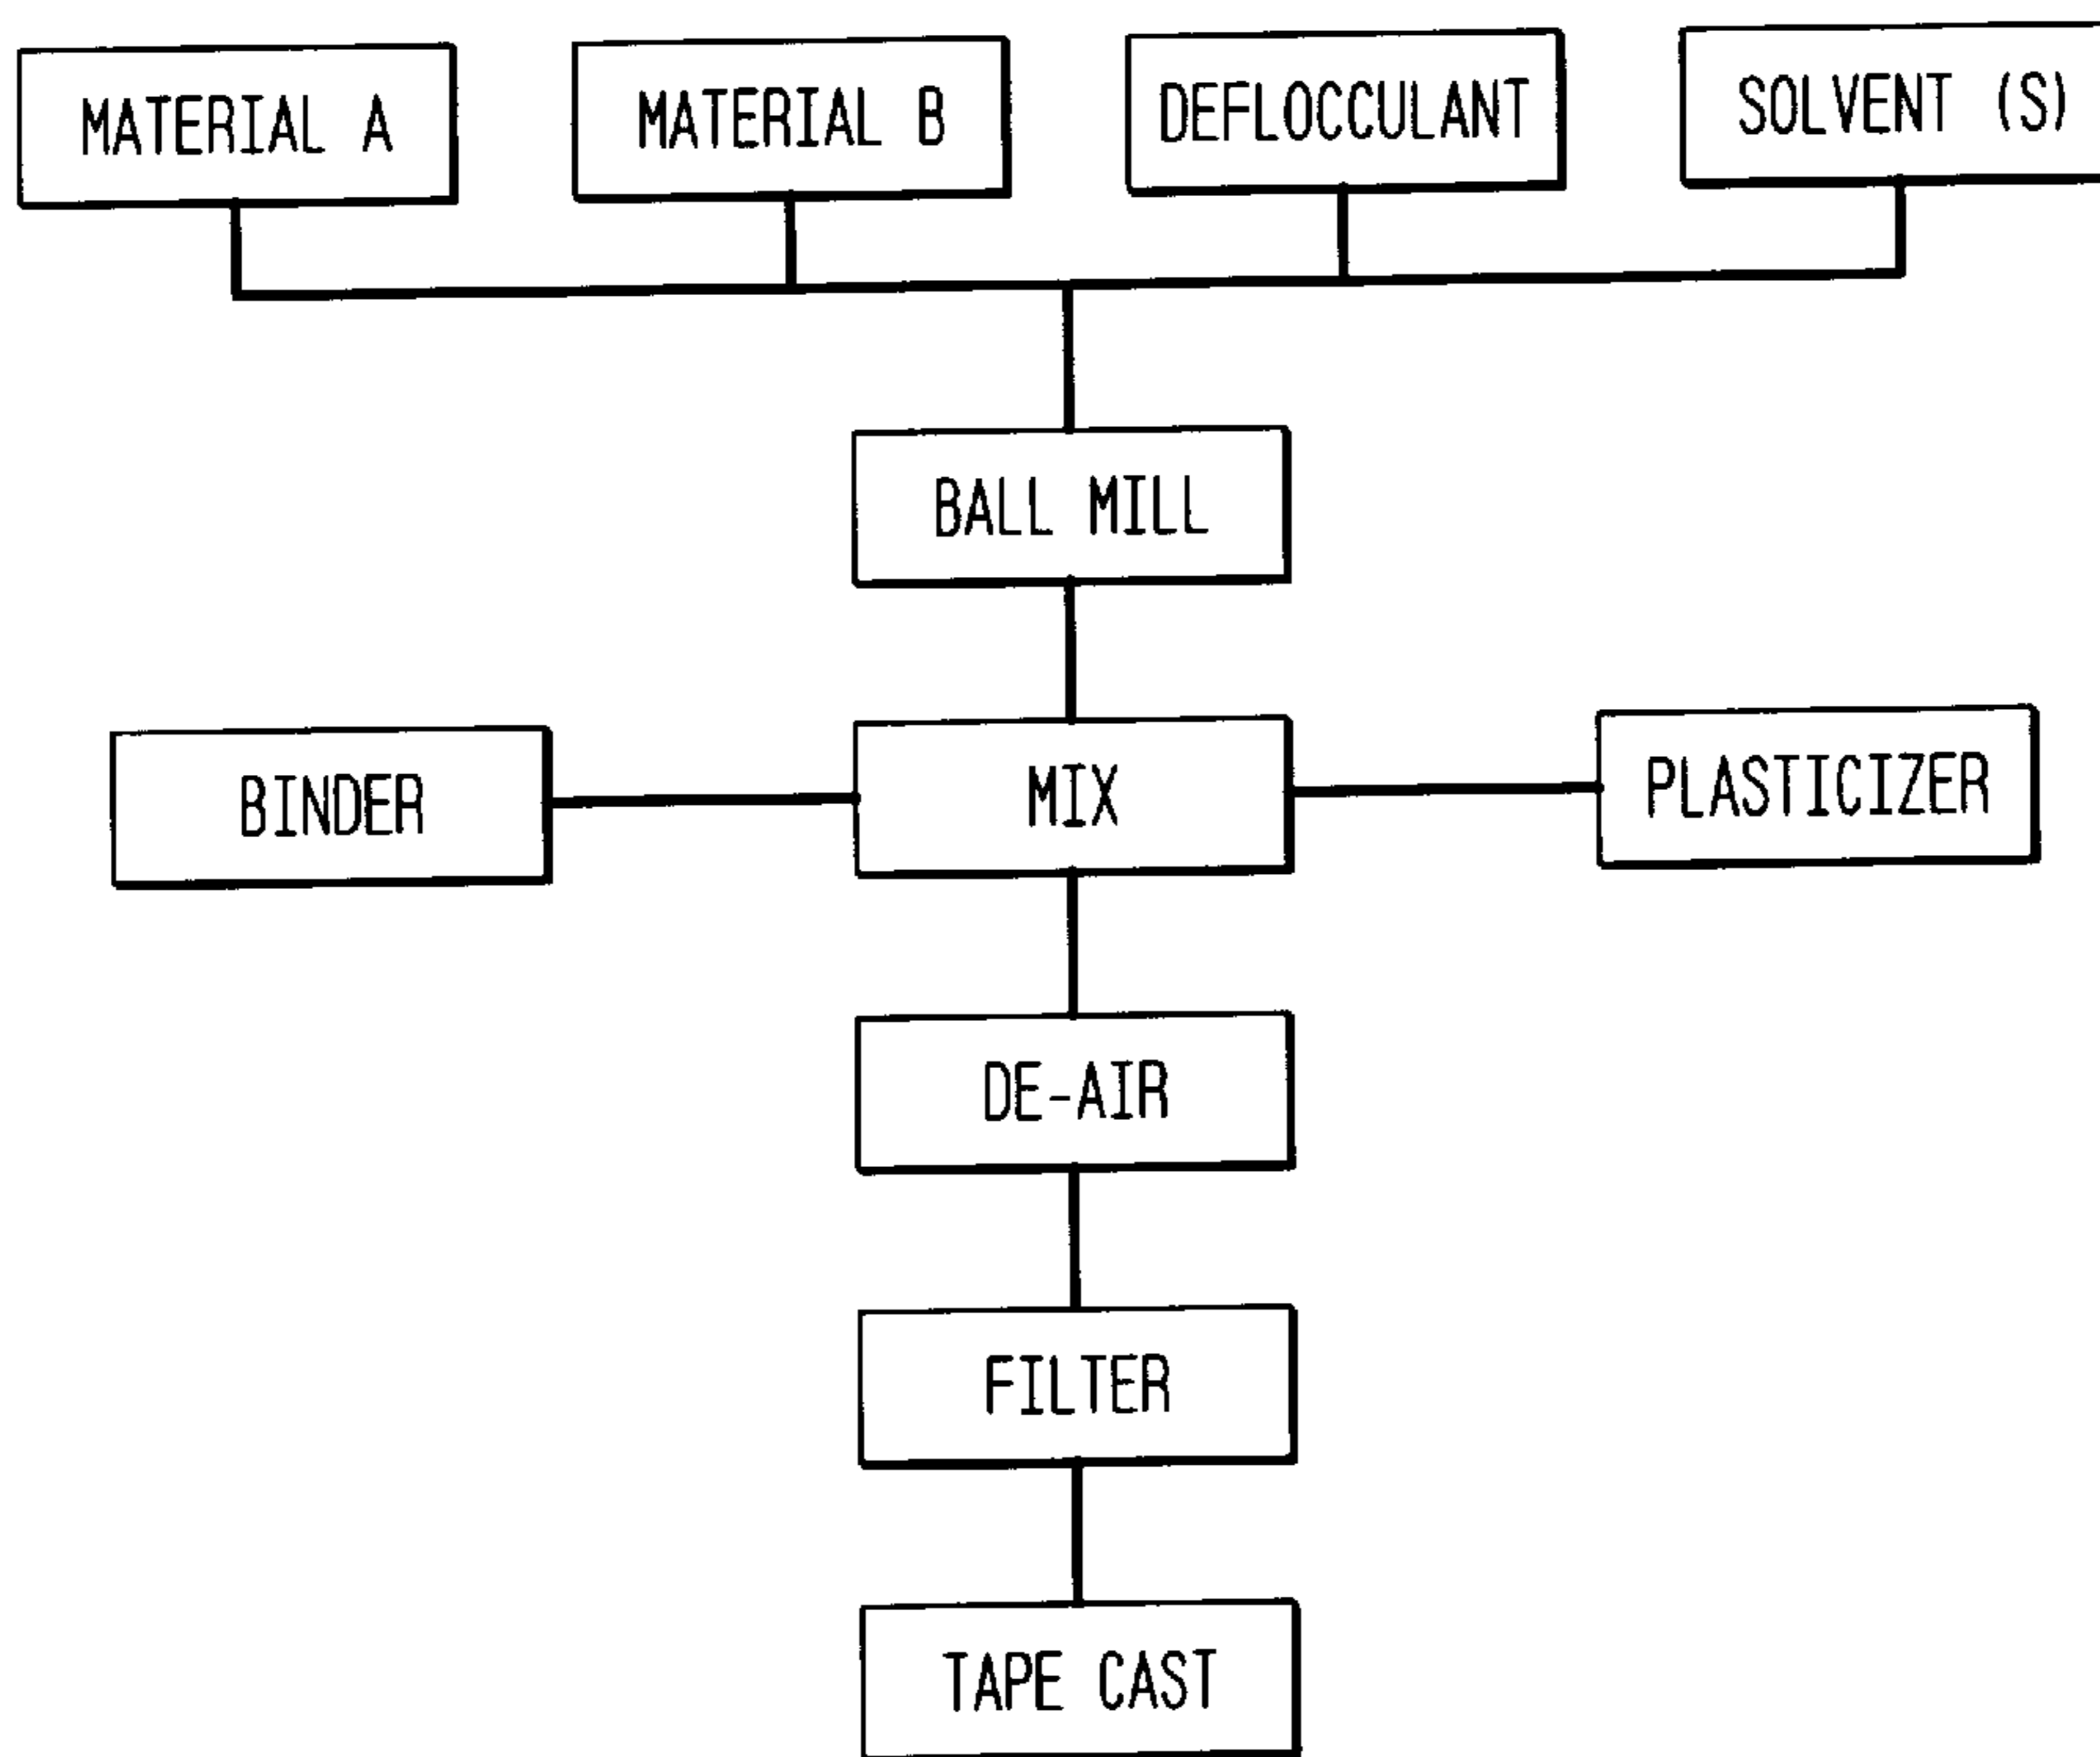 MATERIAL A
MATERIAL B
DEFLOCCULANT
SOLVENT (S)
BALL MILL
BINDER
MIX
PLASTICIZER
DE-AIR
FILTER
TAPE CAST